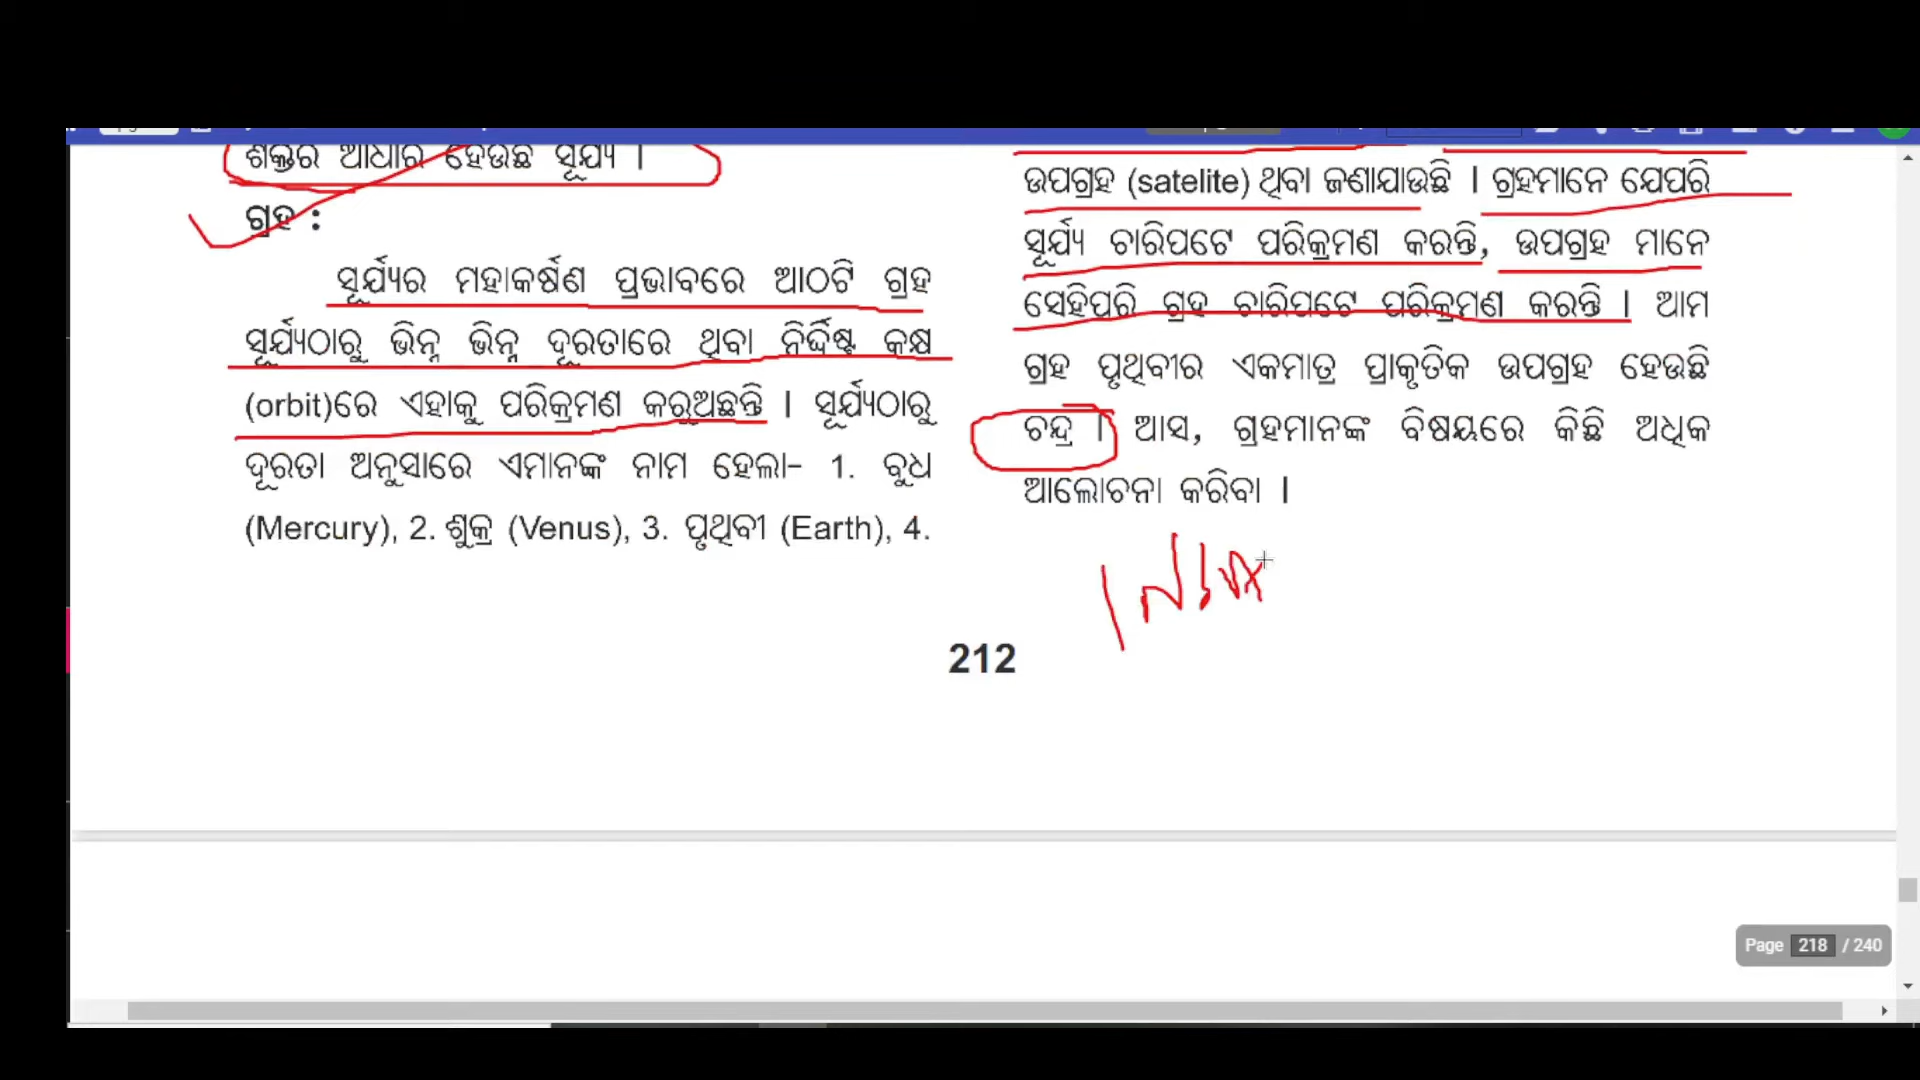 ଶକ୍ତିର ଆଧାର ହେଉଛି ସୂର୍ଯ୍ୟ ।
ଗ୍ରହ :
ସୂର୍ଯ୍ୟର ମହାକର୍ଷଣ ପ୍ରଭାବରେ ଆଠଟି ଗ୍ରହ
ସୂର୍ଯ୍ୟଠାରୁ ଭିନ୍ନ ଭିନ୍ନ ଦୂରତାରେ ଥିବା ନିର୍ଦ୍ଦିଷ୍ଟ କକ୍ଷ
(orbit)ରେ ଏହାକୁ ପରିକ୍ରମଣ କରୁଅଛନ୍ତି । ସୂର୍ଯ୍ୟଠାରୁ
ଦୂରତା ଅନୁସାରେ ଏମାନଙ୍କ ନାମ ହେଲା- 1. ବୁଧ
(Mercury), 2. ଶୁକ୍ର (Venus), 3. ପୃଥିବୀ (Earth), 4.
ଉପଗ୍ରହ (satelite) ଥିବା ଜଣାଯାଉଛି । ଗ୍ରହମାନେ ଯେପରି
ସୂର୍ଯ୍ୟ ଚାରିପଟେ ପରିକ୍ରମଣ କରନ୍ତି, ଉପଗ୍ରହ ମାନେ
ସେହିପରି ଗ୍ରହ ଚାରିପଟେ ପରିକ୍ରମଣ କରନ୍ତି । ଆମ
ଗ୍ରହ ପୃଥିବୀର ଏକମାତ୍ର ପ୍ରାକୃତିକ ଉପଗ୍ରହ ହେଉଛି
ଚନ୍ଦ୍ର । ଆସ, ଗ୍ରହମାନଙ୍କ ବିଷୟରେ କିଛି ଅଧିକ
ଆଲୋଚନା କରିବା ।
212
Page 218 / 240